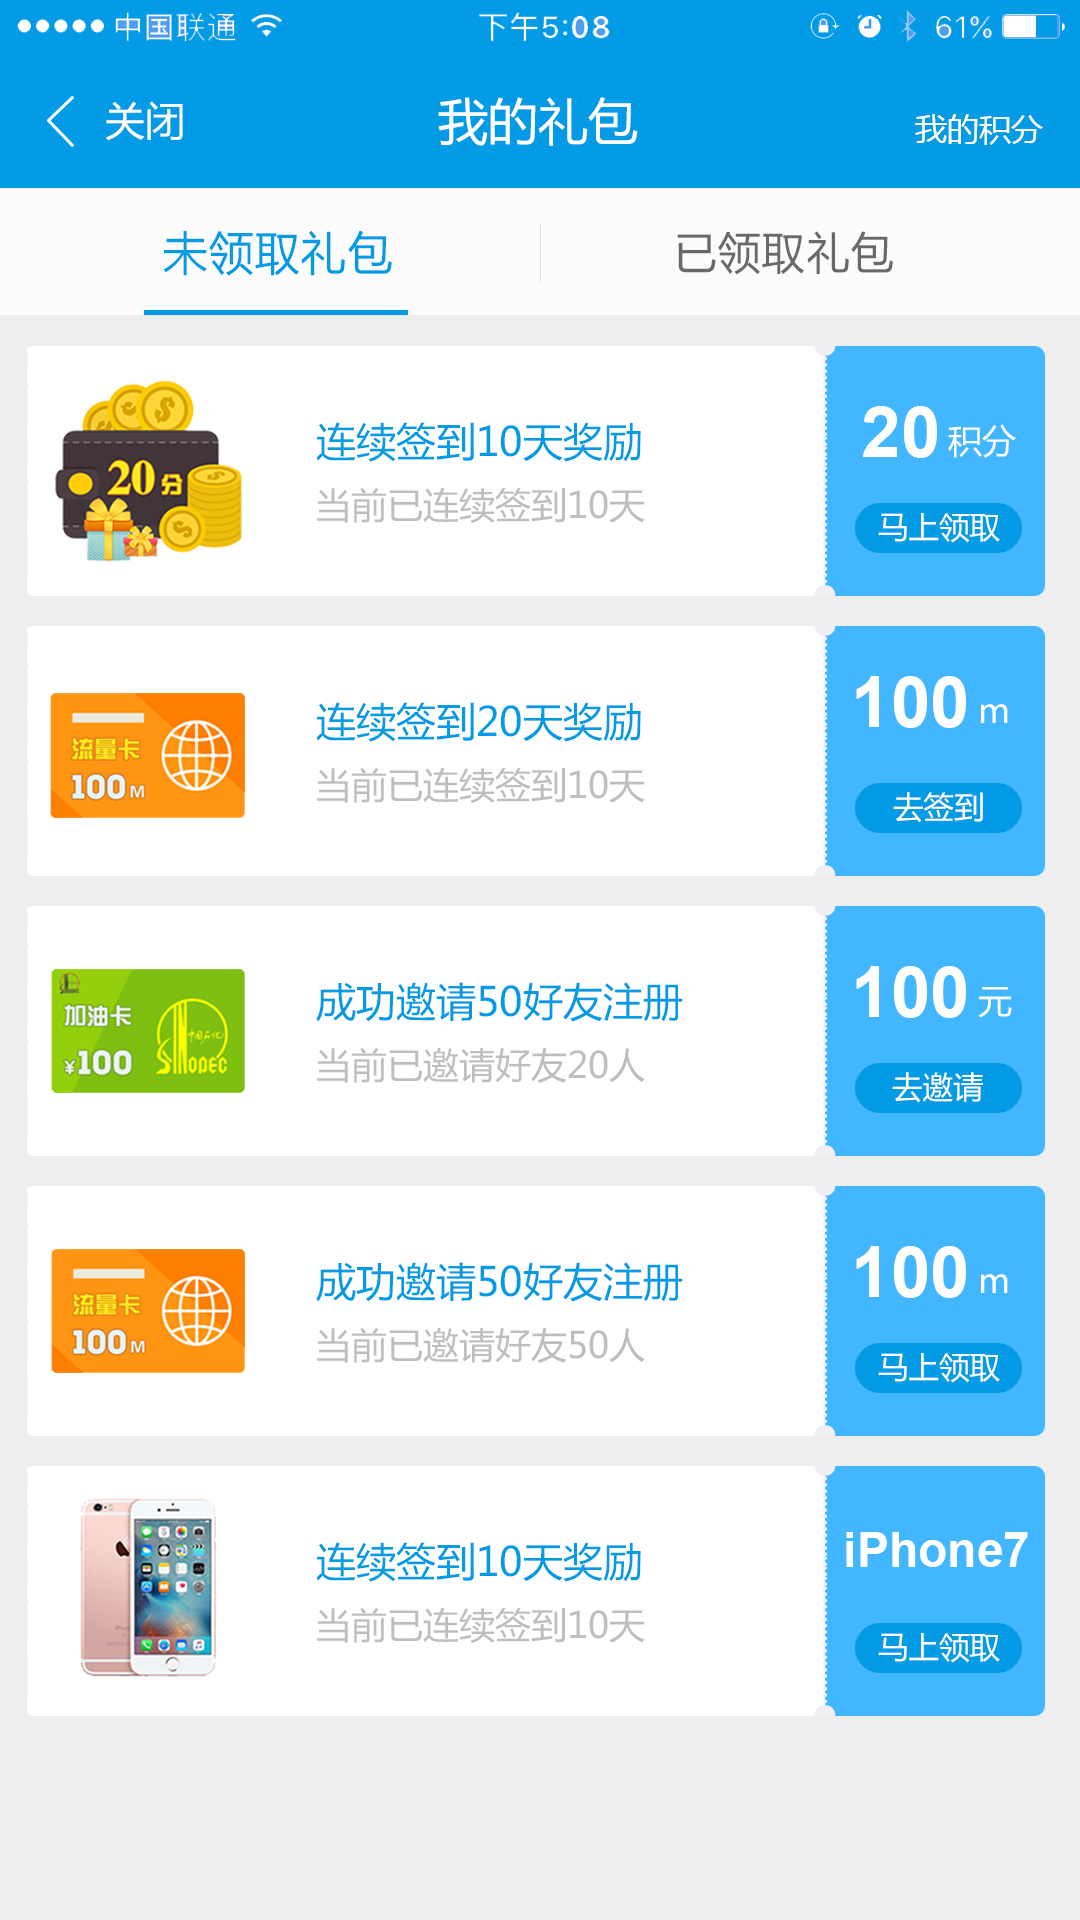 中国联通 下午5:08 61%
关闭 我的礼包 我的积分
未领取礼包 已领取礼包
20分
连续签到10天奖励
当前已连续签到10天
20 积分
马上领取
流量卡
100M
连续签到20天奖励
当前已连续签到10天
100 m
去签到
加油卡
¥100
中国石化
SINOPEC
成功邀请50好友注册
当前已邀请好友20人
100 元
去邀请
流量卡
100M
成功邀请50好友注册
当前已邀请好友50人
100 m
马上领取
连续签到10天奖励
当前已连续签到10天
iPhone7
马上领取